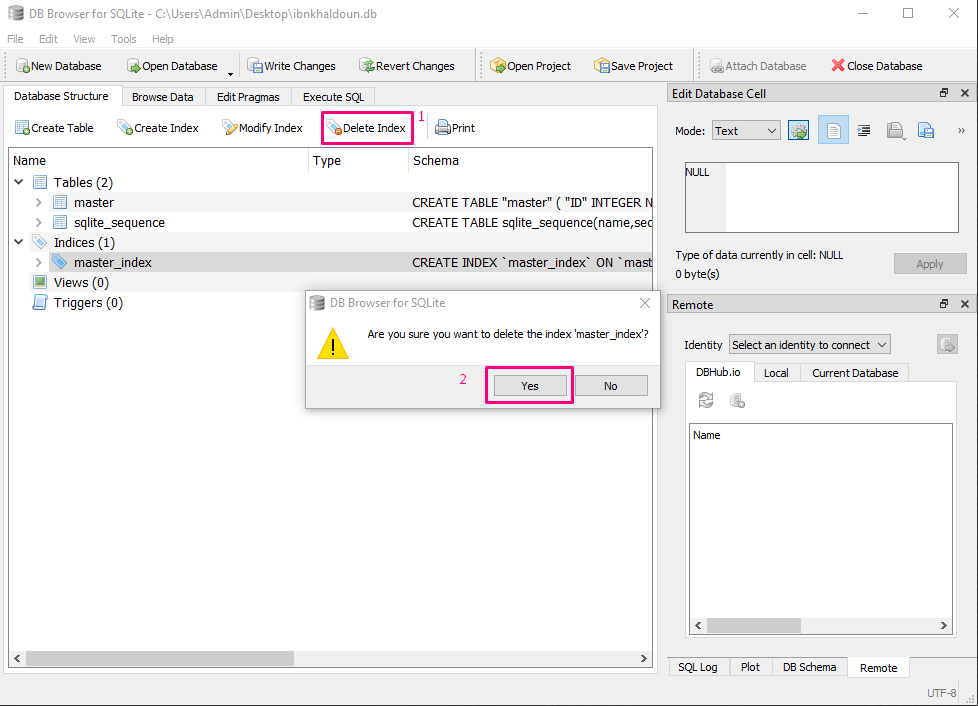 DB Browser for SQLite - C:\Users\Admin\Desktop\ibnkhaldoun.db
File Edit View Tools Help
New Database Open Database Write Changes Revert Changes Open Project Save Project Attach Database Close Database
Database Structure Browse Data Edit Pragmas Execute SQL
Create Table Create Index Modify Index Delete Index 1 Print
Name Type Schema
Tables (2)
master CREATE TABLE "master" ( "ID" INTEGER N
sqlite_sequence CREATE TABLE sqlite_sequence(name,sec
Indices (1)
master_index CREATE INDEX `master_index` ON `mast
Views (0)
Triggers (0)
DB Browser for SQLite
Are you sure you want to delete the index 'master_index'?
2 Yes No
Edit Database Cell
Mode: Text »
NULL
Type of data currently in cell: NULL
0 byte(s)
Apply
Remote
Identity Select an identity to connect
DBHub.io Local Current Database
Name
SQL Log Plot DB Schema Remote
UTF-8